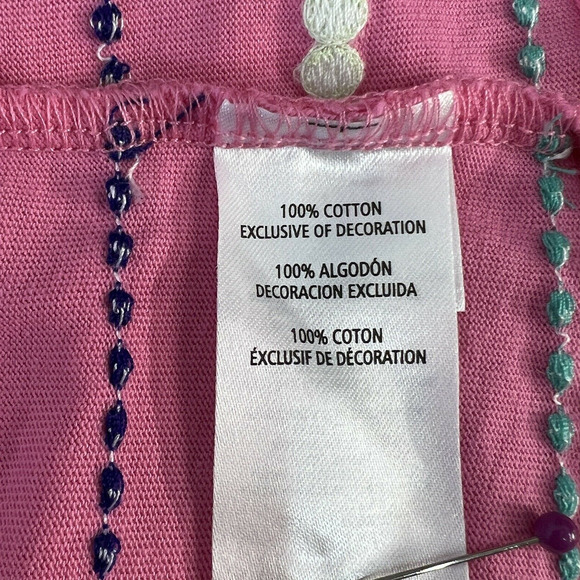 100% COTTON
EXCLUSIVE OF DECORATION
100% ALGODÓN
DECORACION EXCLUIDA
100% COTON
ÉXCLUSIF DE DÉCORATION